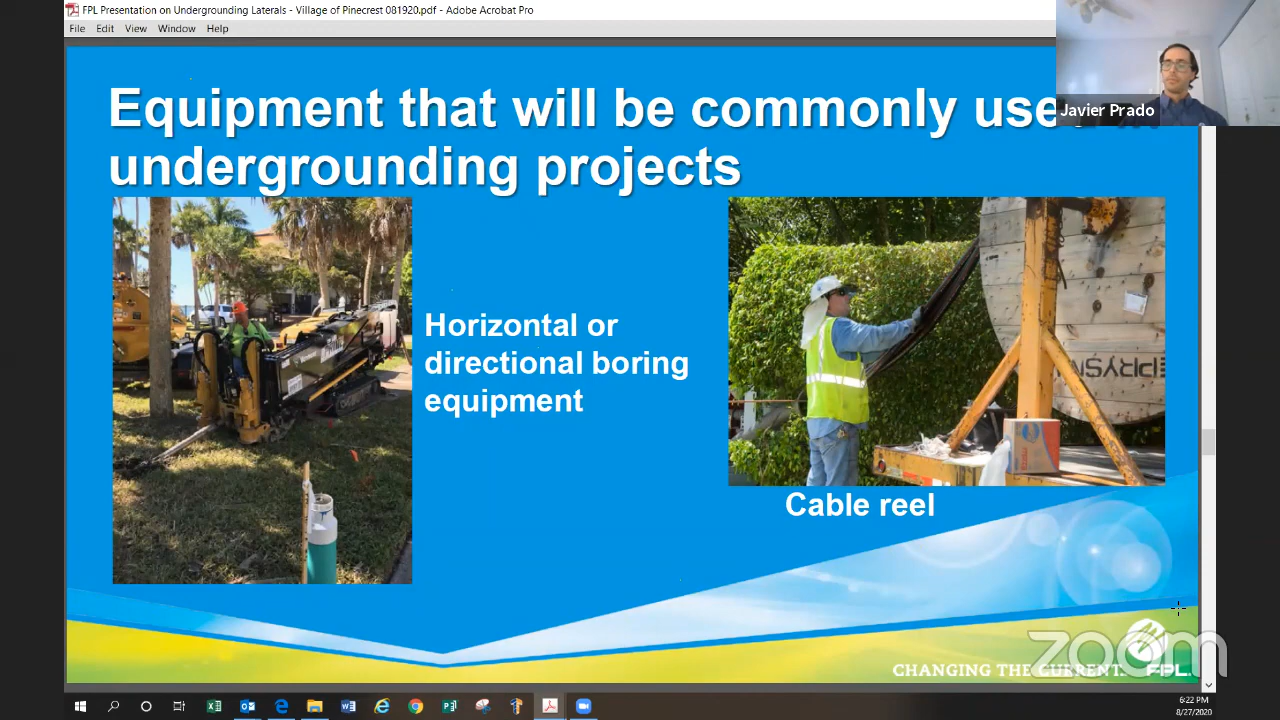 FPL Presentation on Undergrounding Laterals - Village of Pinecrest 081920.pdf - Adobe Acrobat Pro
File Edit View Window Help
Javier Prado
Equipment that will be commonly use
undergrounding projects
Horizontal or
directional boring
equipment
Cable reel
CHANGING THE CURRENT.
FPL.
zoom
6:22 PM
8/27/2020